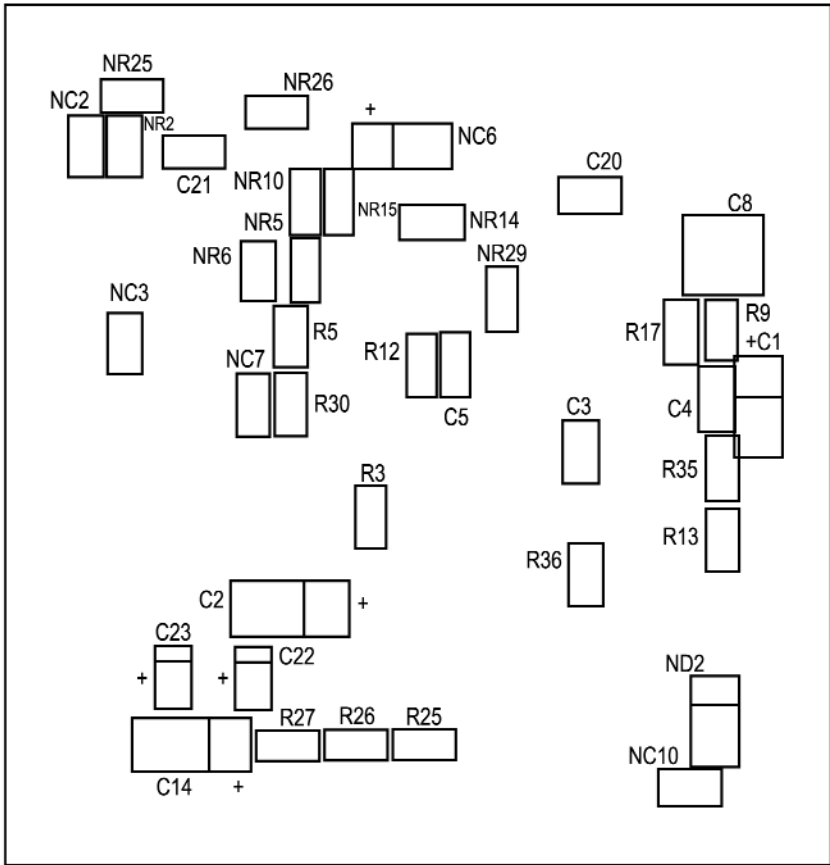 NR25
NR26
NC2
NR2
+
NC6
C21
NR10
C20
NR15
C8
NR5
NR14
NR6
NR29
NC3
R5
R17
R9
R12
+C1
NC7
R30
C5
C3
C4
R35
R3
R13
R36
C2
+
C23
C22
+
+
ND2
R27
R26
R25
NC10
C14
+